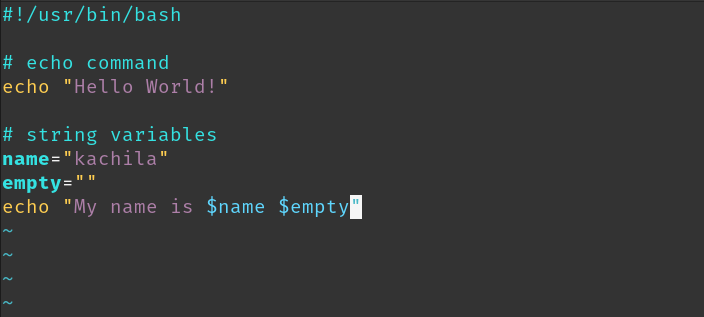 #!/usr/bin/bash

# echo command
echo "Hello World!"

# string variables
name="kachila"
empty=""
echo "My name is $name $empty"
~
~
~
~